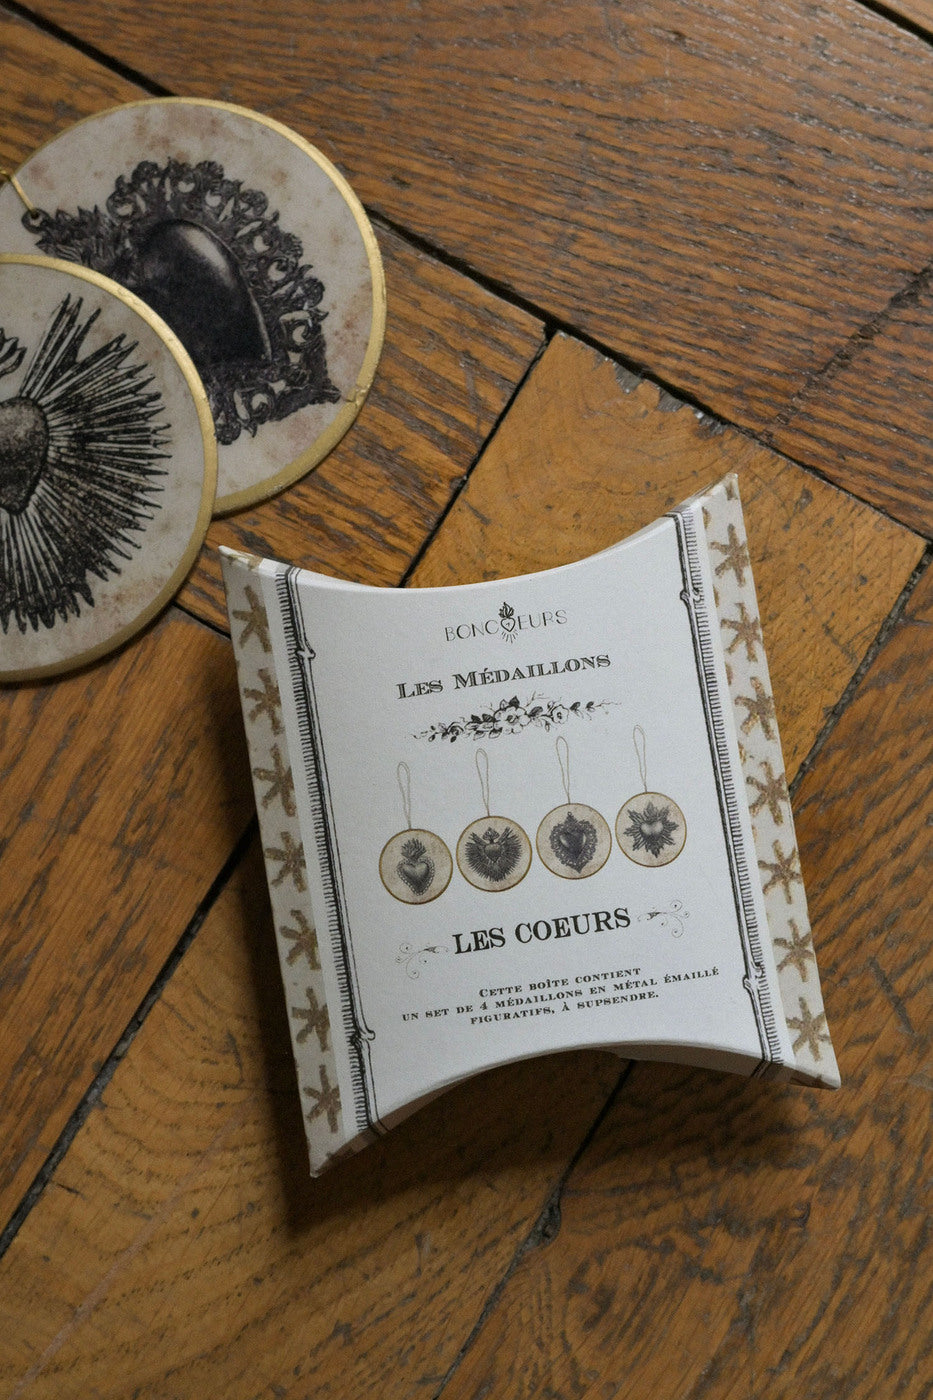 BONCOEURS
LES MÉDAILLONS
LES COEURS
CETTE BOÎTE CONTIENT
UN SET DE 4 MÉDAILLONS EN MÉTAL ÉMAILLÉ
FIGURATIFS, À SUPSENDRE.